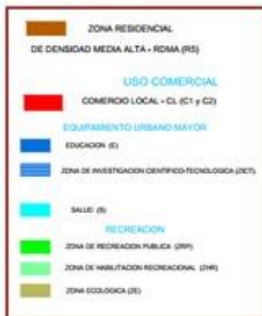 ZONA RESIDENCIAL
DE DENSIDAD MEDIA ALTA - RDMA (R5)
USO COMERCIAL
COMERCIO LOCAL - CL (C1 y C2)
EQUIPAMIENTO URBANO MAYOR
EDUCACION (E)
ZONA DE INVESTIGACION CIENTIFICO-TECNOLOGICA (ZICT)
SALUD (S)
RECREACION
ZONA DE RECREACION PUBLICA (ZRP)
ZONA DE HABILITACION RECREACIONAL (ZHR)
ZONA ECOLOGICA (ZE)